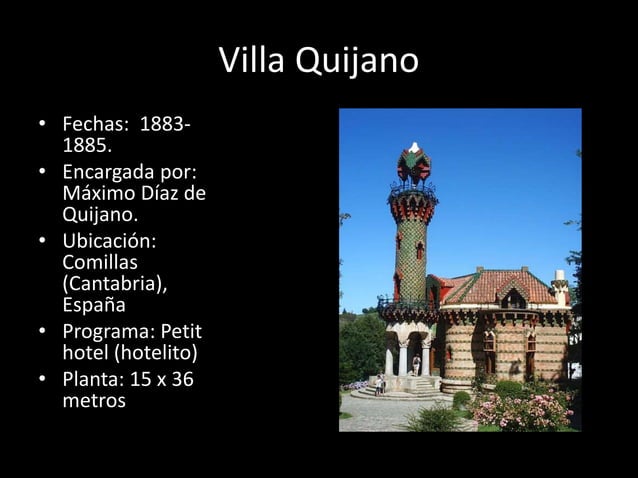 Villa Quijano
• Fechas: 1883-
1885.
• Encargada por:
Máximo Díaz de
Quijano.
• Ubicación:
Comillas
(Cantabria),
España
• Programa: Petit
hotel (hotelito)
• Planta: 15 x 36
metros